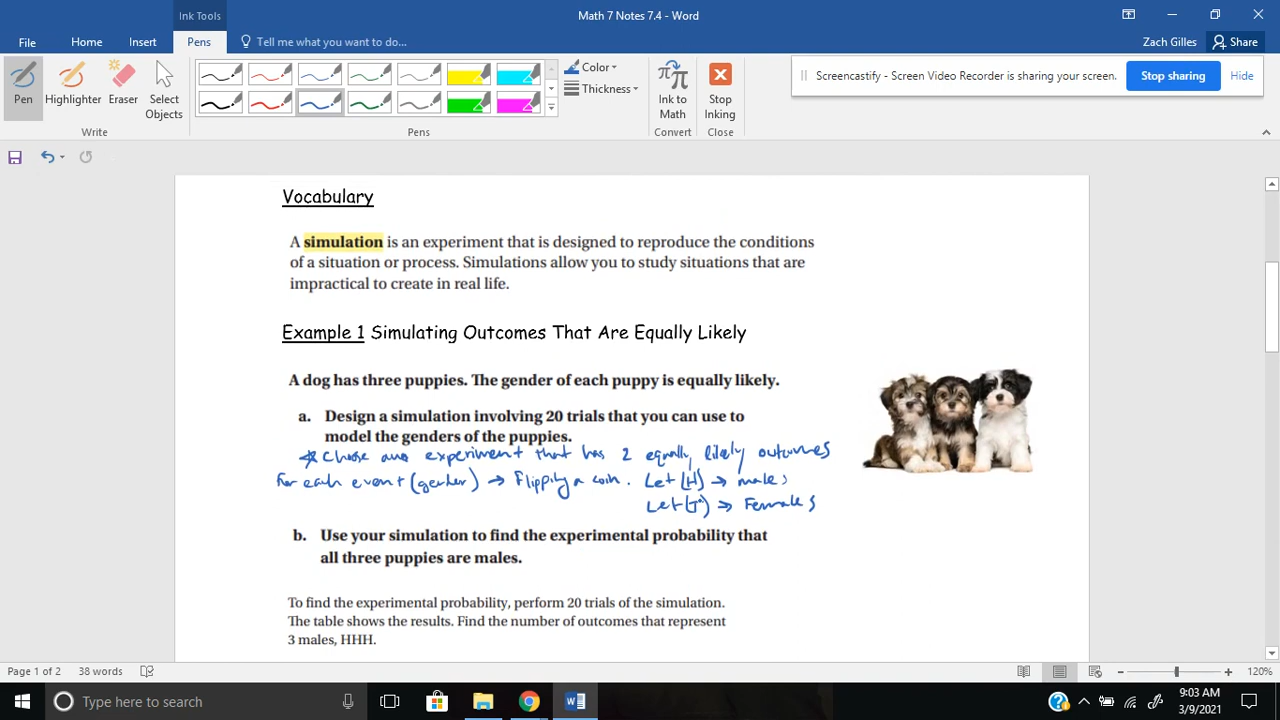 Ink Tools
Math 7 Notes 7.4 - Word
File Home Insert Pens Tell me what you want to do... Zach Gilles Share
Pen Highlighter Eraser Select Objects
Color
Thickness
Ink to Math Stop Inking
Write Pens Convert Close
Screencastify - Screen Video Recorder is sharing your screen. Stop sharing Hide
Vocabulary
A simulation is an experiment that is designed to reproduce the conditions
of a situation or process. Simulations allow you to study situations that are
impractical to create in real life.
Example 1 Simulating Outcomes That Are Equally Likely
A dog has three puppies. The gender of each puppy is equally likely.
a. Design a simulation involving 20 trials that you can use to
model the genders of the puppies.
Choose an experiment that has 2 equally likely outcomes
for each event (gender) → Flipping a coin. Let (H) → males
Let (T) → Females
b. Use your simulation to find the experimental probability that
all three puppies are males.
To find the experimental probability, perform 20 trials of the simulation.
The table shows the results. Find the number of outcomes that represent
3 males, HHH.
Page 1 of 2 38 words 120%
Type here to search
9:03 AM
3/9/2021